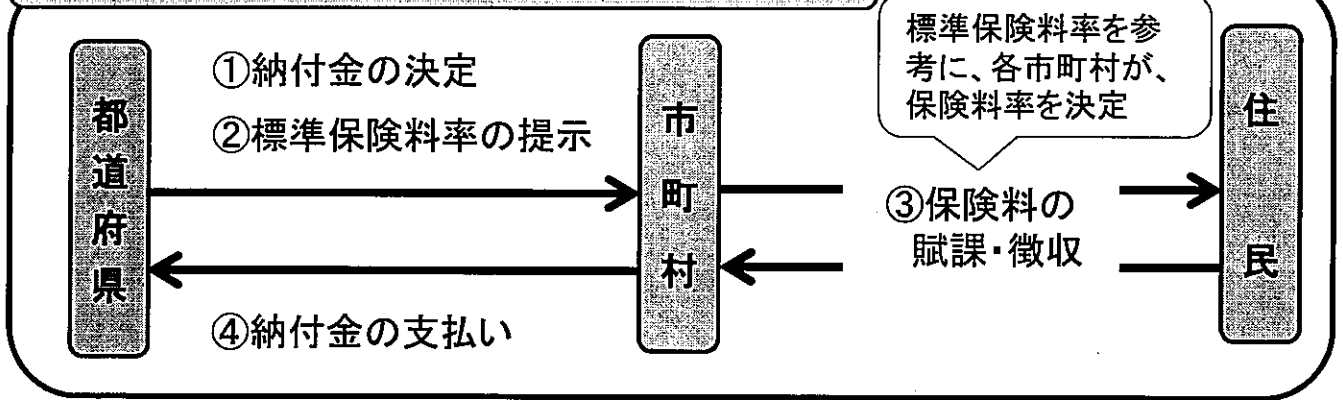 都道府県
①納付金の決定
②標準保険料率の提示
④納付金の支払い
市町村
標準保険料率を参
考に、各市町村が、
保険料率を決定
③保険料の
賦課・徴収
住民